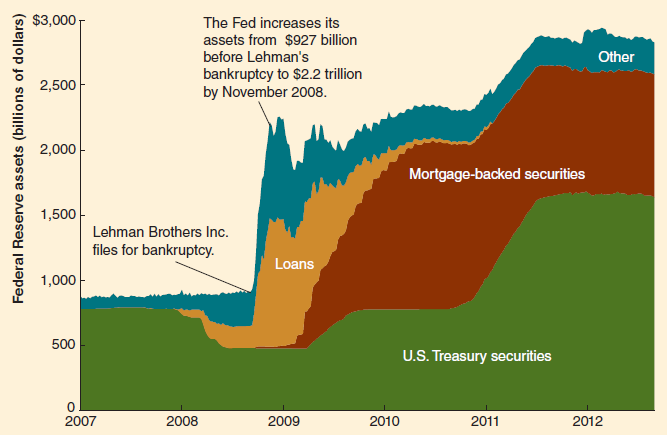 Federal Reserve assets (billions of dollars)
$3,000
2,500
2,000
1,500
1,000
500
0
2007
2008
2009
2010
2011
2012
The Fed increases its
assets from $927 billion
before Lehman's
bankruptcy to $2.2 trillion
by November 2008.
Lehman Brothers Inc.
files for bankruptcy.
Other
Mortgage-backed securities
Loans
U.S. Treasury securities